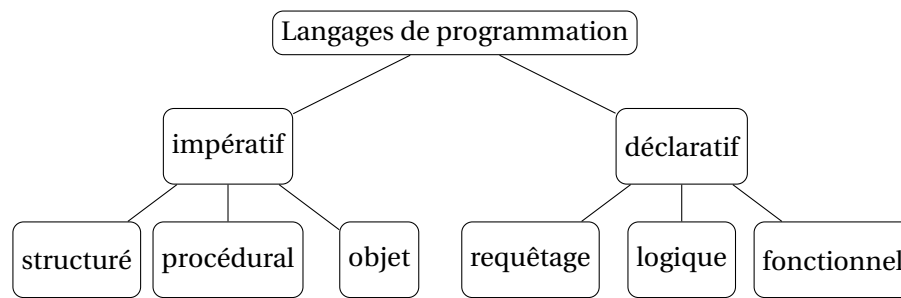 Langages de programmation
impératif
déclaratif
structuré
procédural
objet
requêtage
logique
fonctionnel